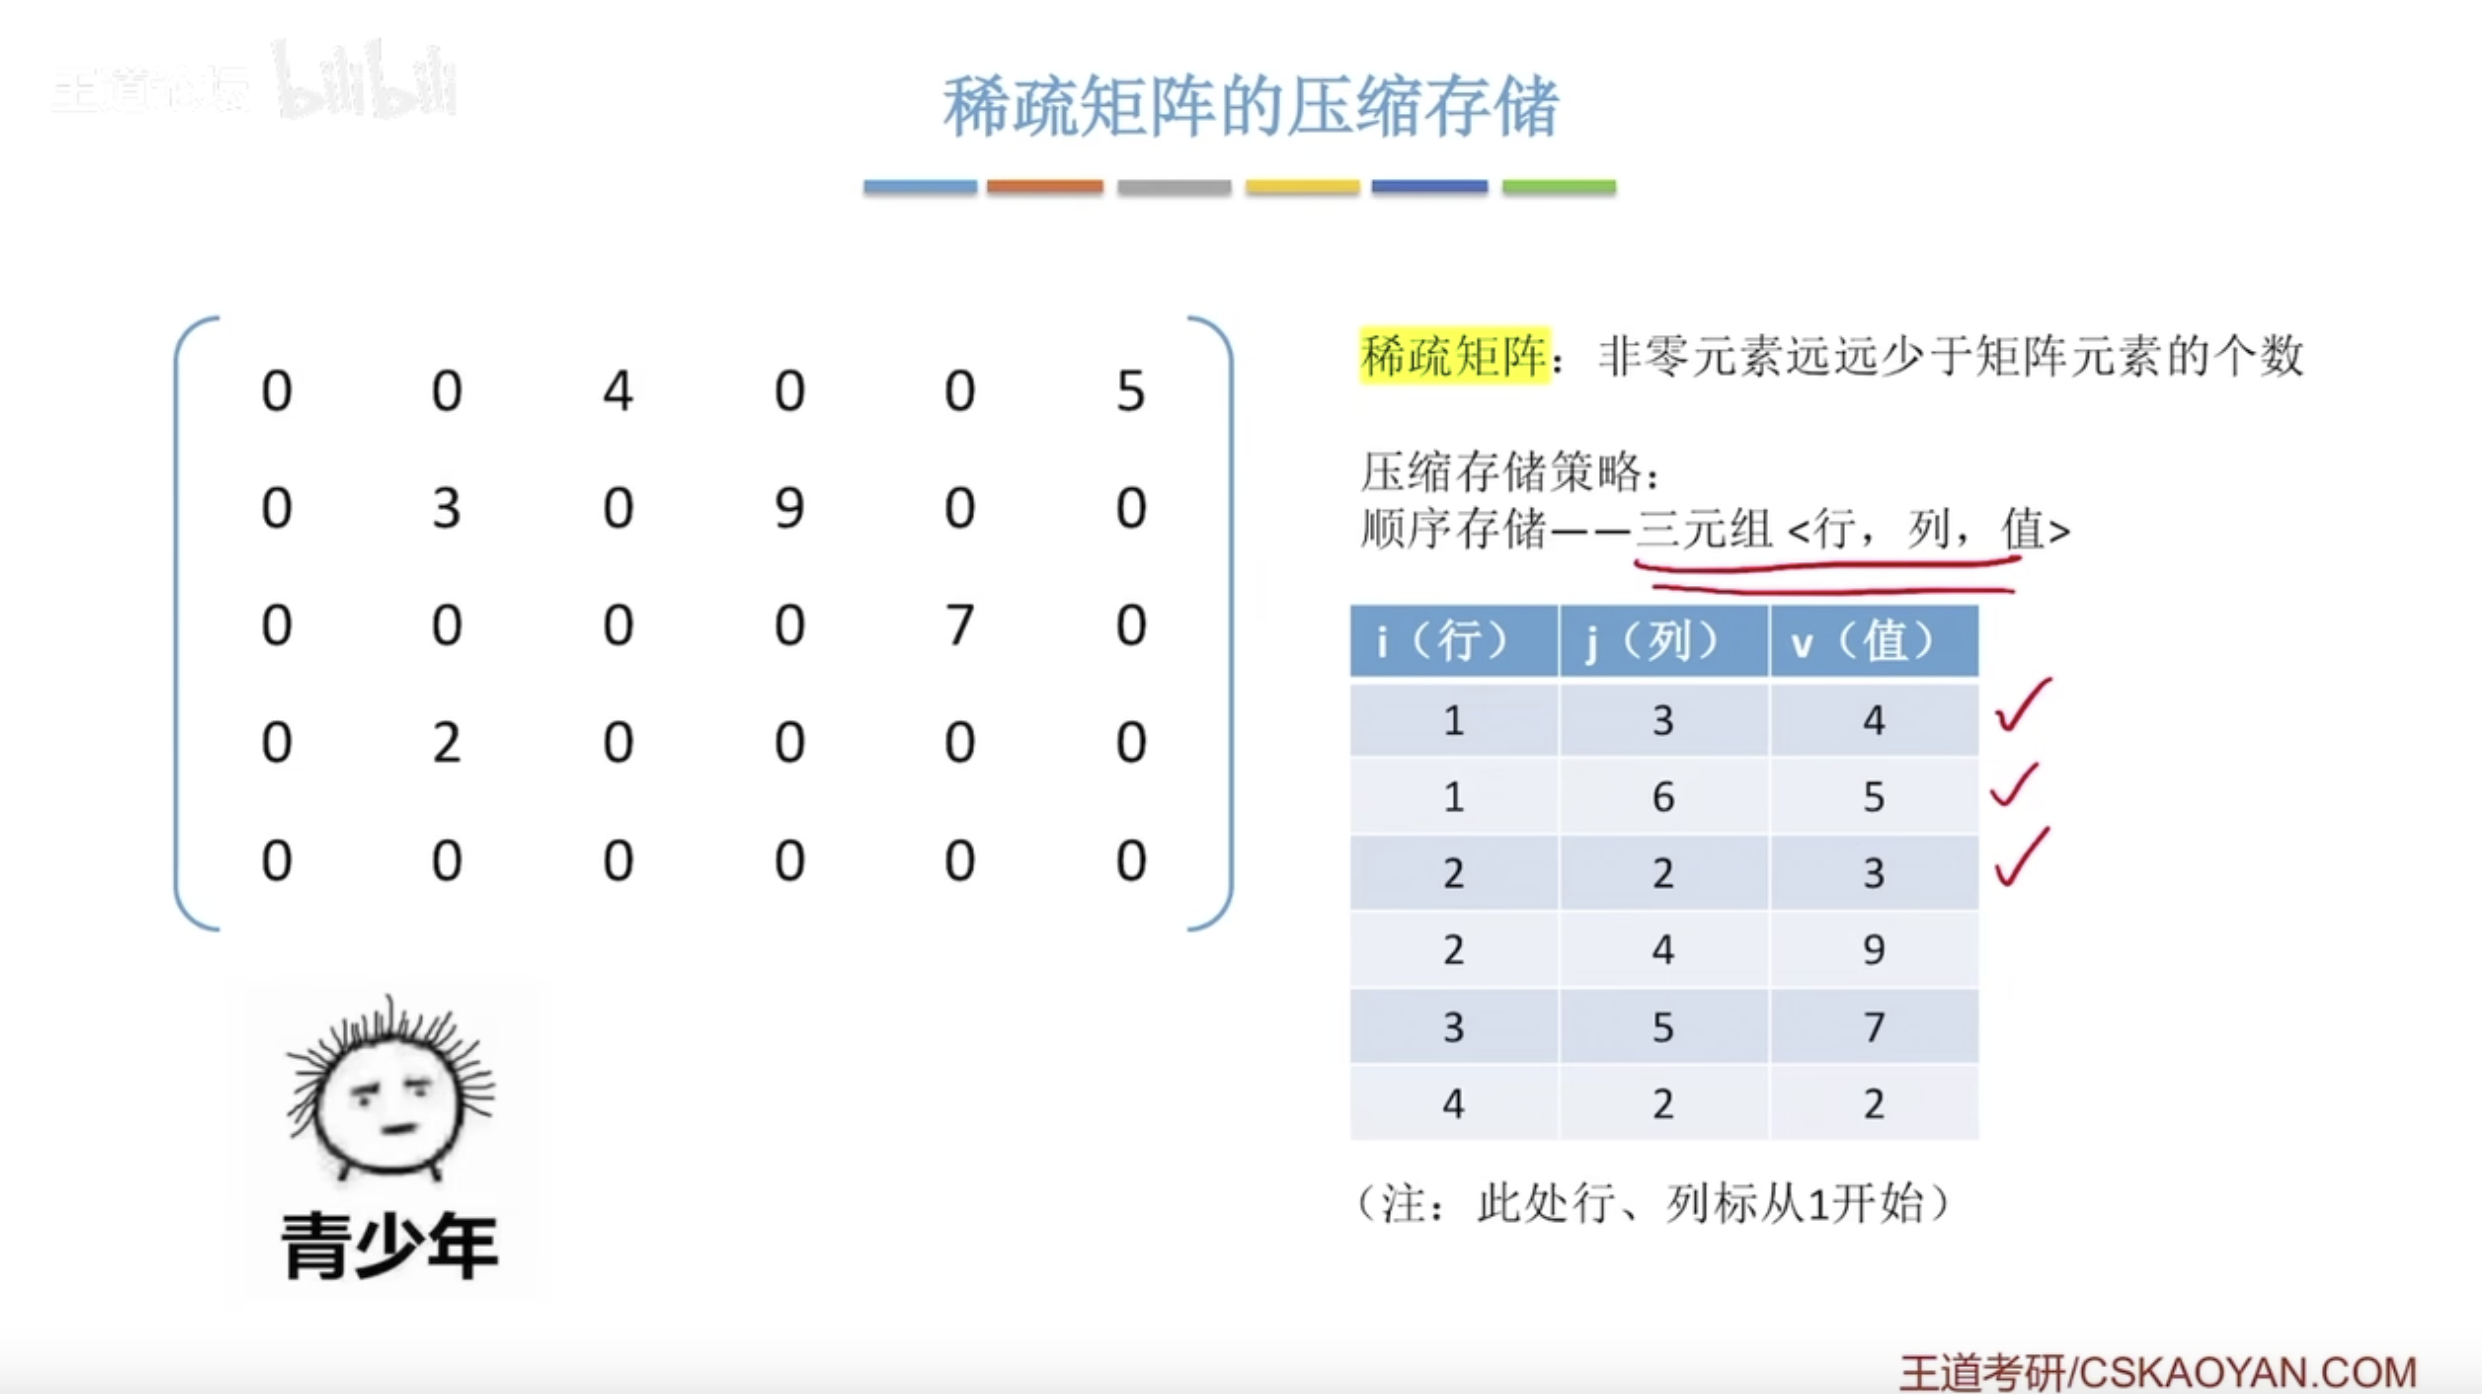 王道论坛 bilibili
稀疏矩阵的压缩存储
0 0 4 0 0 5
0 3 0 9 0 0
0 0 0 0 7 0
0 2 0 0 0 0
0 0 0 0 0 0
青少年
稀疏矩阵：非零元素远远少于矩阵元素的个数
压缩存储策略：
顺序存储——三元组 <行，列，值>
i（行） j（列） v（值）
1 3 4
1 6 5
2 2 3
2 4 9
3 5 7
4 2 2
（注：此处行、列标从1开始）
王道考研/CSKAOYAN.COM